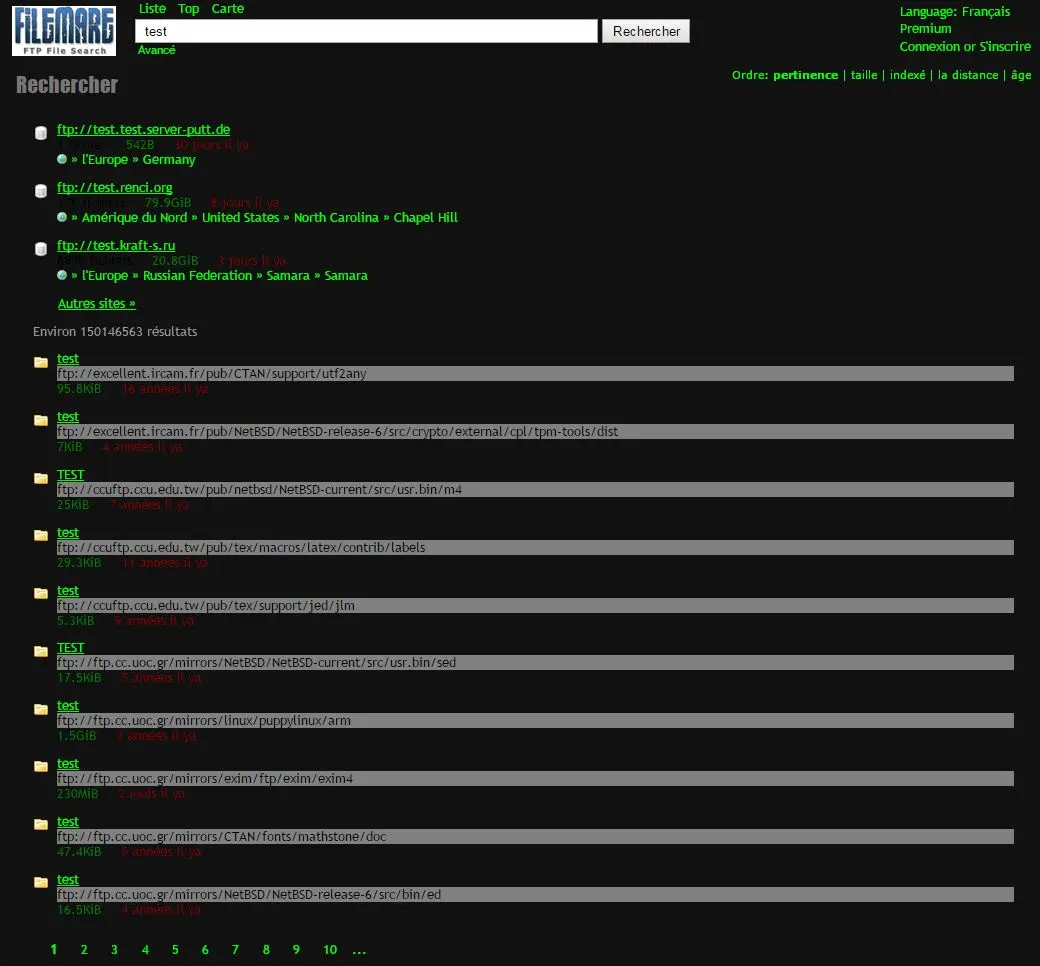 FILEMARE
FTP File Search
Liste Top Carte
test
Rechercher
Avancé
Language: Français
Premium
Connexion or S'inscrire
Rechercher
Ordre: pertinence | taille | indexé | la distance | âge
ftp://test.test.server-putt.de
542B 30 jours il ya
» l'Europe » Germany
ftp://test.renci.org
79.9GiB 8 jours il ya
» Amérique du Nord » United States » North Carolina » Chapel Hill
ftp://test.kraft-s.ru
fichiers 20.8GiB 3 jours il ya
» l'Europe » Russian Federation » Samara » Samara
Autres sites »
Environ 150146563 résultats
test
ftp://excellent.ircam.fr/pub/CTAN/support/utf2any
95.8KiB 16 années il ya
test
ftp://excellent.ircam.fr/pub/NetBSD/NetBSD-release-6/src/crypto/external/cpl/tpm-tools/dist
7KiB 4 années il ya
TEST
ftp://ccuftp.ccu.edu.tw/pub/netbsd/NetBSD-current/src/usr.bin/m4
25KiB 7 années il ya
test
ftp://ccuftp.ccu.edu.tw/pub/tex/macros/latex/contrib/labels
29.3KiB 11 années il ya
test
ftp://ccuftp.ccu.edu.tw/pub/tex/support/jed/jlm
5.3KiB 9 années il ya
TEST
ftp://ftp.cc.uoc.gr/mirrors/NetBSD/NetBSD-current/src/usr.bin/sed
17.5KiB 5 années il ya
test
ftp://ftp.cc.uoc.gr/mirrors/linux/puppylinux/arm
1.5GiB 3 années il ya
test
ftp://ftp.cc.uoc.gr/mirrors/exim/ftp/exim/exim4
230MiB 2 jours il ya
test
ftp://ftp.cc.uoc.gr/mirrors/CTAN/fonts/mathstone/doc
47.4KiB 5 années il ya
test
ftp://ftp.cc.uoc.gr/mirrors/NetBSD/NetBSD-release-6/src/bin/ed
16.5KiB 4 années il ya
1 2 3 4 5 6 7 8 9 10 ...